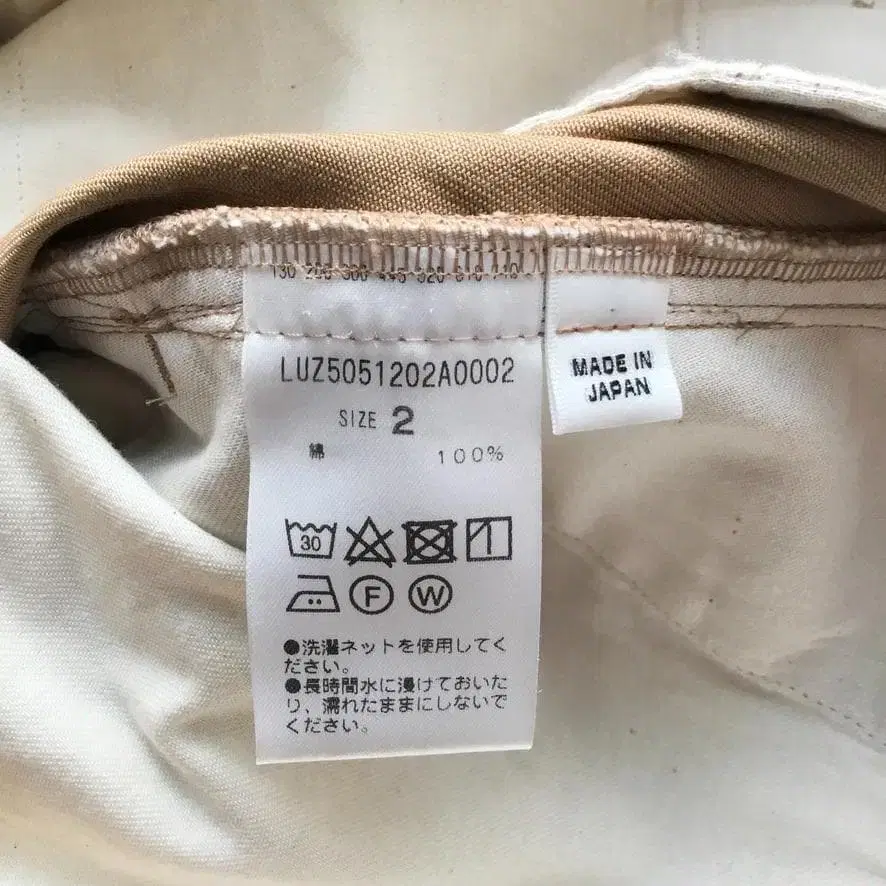 LUZ5051202A0002
SIZE 2
綿 100%
MADE IN
JAPAN
30
F W
●洗濯ネットを使用してく
ださい。
●長時間水に浸けておいた
り、濡れたままにしないで
ください。